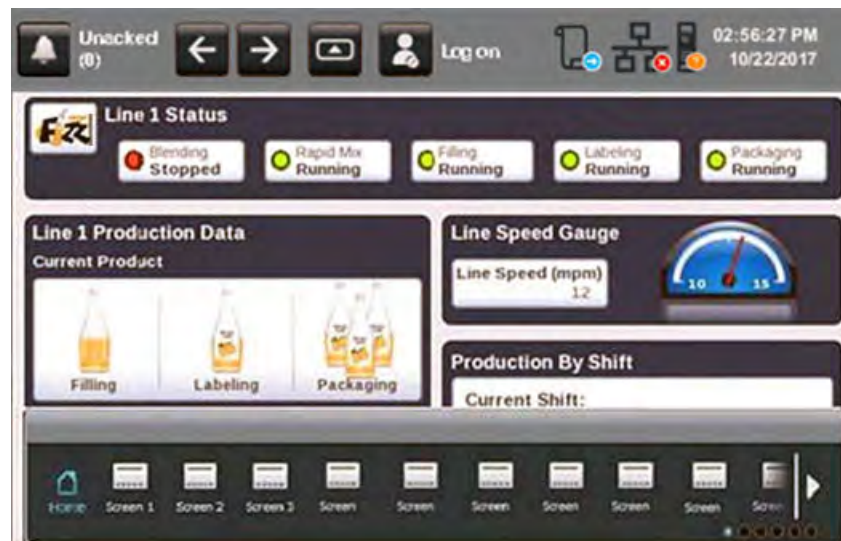 Unacked
(0)
Log on
02:56:27 PM
10/22/2017
Fizz
Line 1 Status
Blending
Stopped
Rapid Mix
Running
Filling
Running
Labeling
Running
Packaging
Running
Line 1 Production Data
Current Product
Filling
Labeling
Packaging
Line Speed Gauge
Line Speed (mpm)
12
10 15
Production By Shift
Current Shift:
Home
Screen 1
Screen 2
Screen 3
Screen
Screen
Screen
Screen
Screen
Screen
Scree